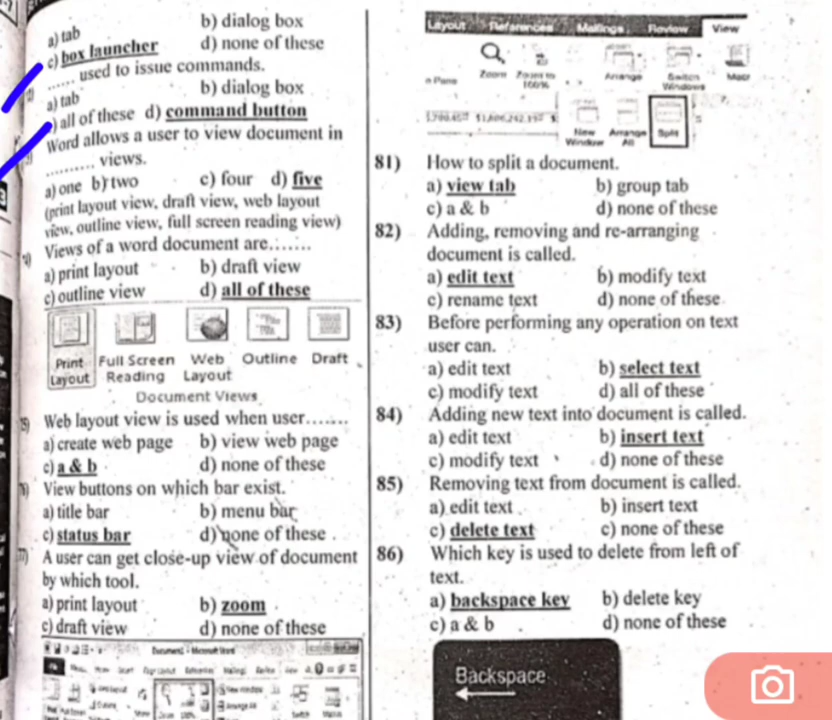 a) tab b) dialog box
c) box launcher d) none of these
...... used to issue commands.
a) tab b) dialog box
) all of these d) command button
Word allows a user to view document in
......... views.
a) one b) two c) four d) five
(print layout view, draft view, web layout
view, outline view, full screen reading view)
Views of a word document are.......
a) print layout b) draft view
c) outline view d) all of these
Print Layout
Full Screen Reading
Web Layout
Outline
Draft
Document Views
75) Web layout view is used when user.......
a) create web page b) view web page
c) a & b d) none of these
View buttons on which bar exist.
a) title bar b) menu bar
c) status bar d) none of these .
77) A user can get close-up view of document
by which tool.
a) print layout b) zoom
c) draft view d) none of these
Layout References Mailings Review View
Zoom Zoom to 100% Arrange Switch Windows
New Window Arrange All Split
81) How to split a document.
a) view tab b) group tab
c) a & b d) none of these
82) Adding, removing and re-arranging
document is called.
a) edit text b) modify text
c) rename text d) none of these
83) Before performing any operation on text
user can.
a) edit text b) select text
c) modify text d) all of these
84) Adding new text into document is called.
a) edit text b) insert text
c) modify text d) none of these
85) Removing text from document is called.
a) edit text b) insert text
c) delete text c) none of these
86) Which key is used to delete from left of
text.
a) backspace key b) delete key
c) a & b d) none of these
Backspace